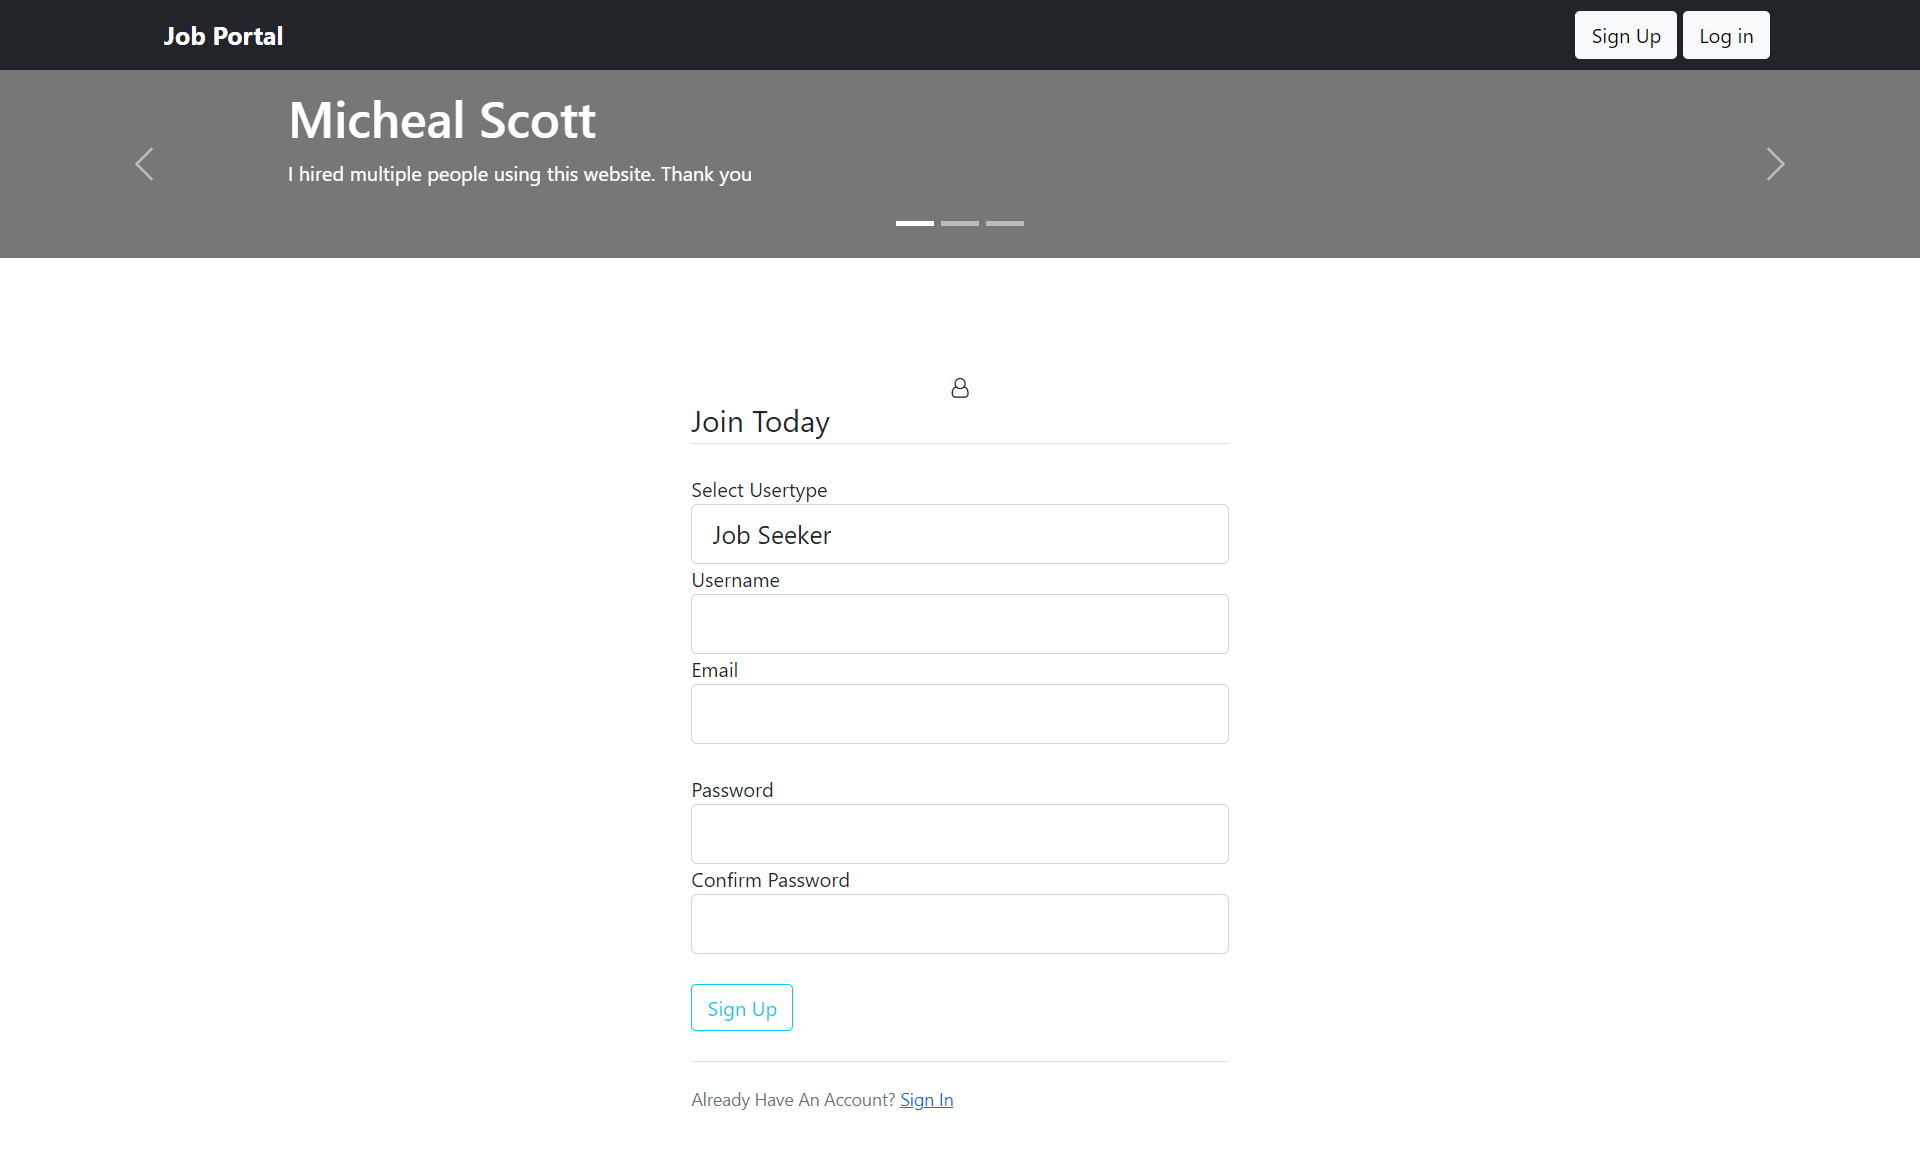 Job Portal
Sign Up
Log in
Micheal Scott
I hired multiple people using this website. Thank you
Join Today
Select Usertype
Job Seeker
Username
Email
Password
Confirm Password
Sign Up
Already Have An Account? Sign In